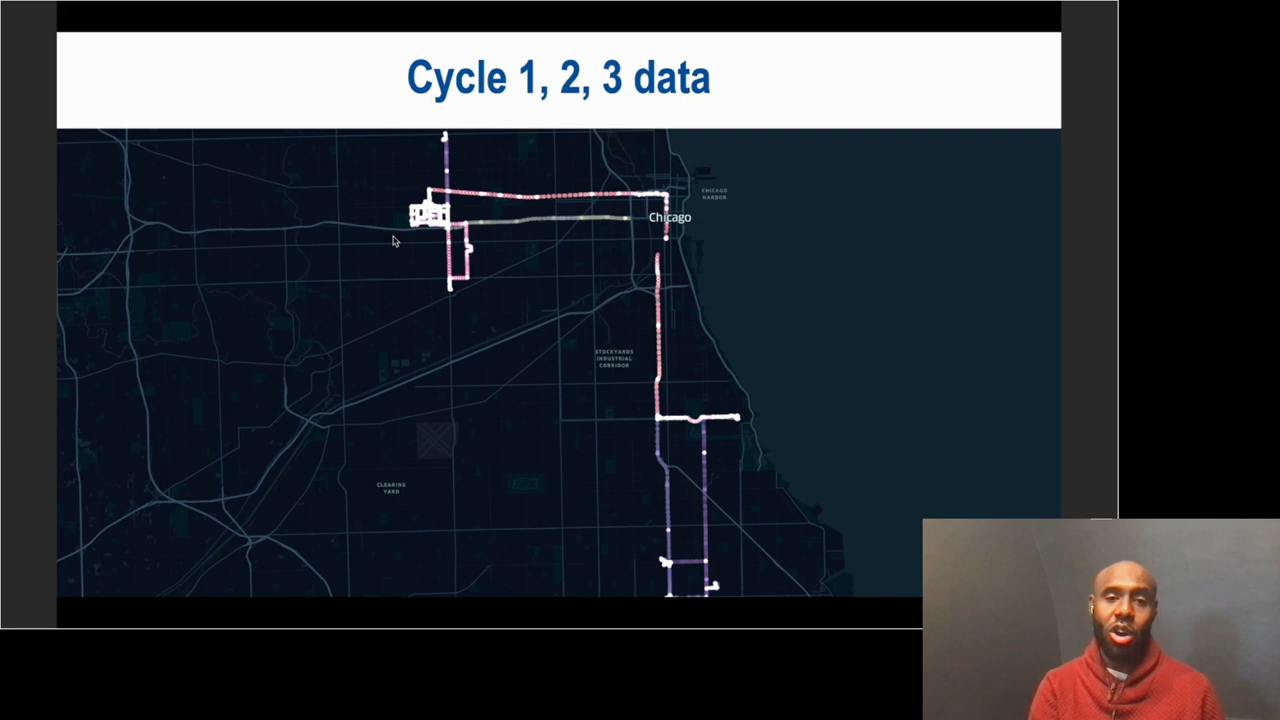 Cycle 1, 2, 3 data
CHICAGO
HARBOR
Chicago
STOCKYARDS
INDUSTRIAL
CORRIDOR
CLEARING
YARD